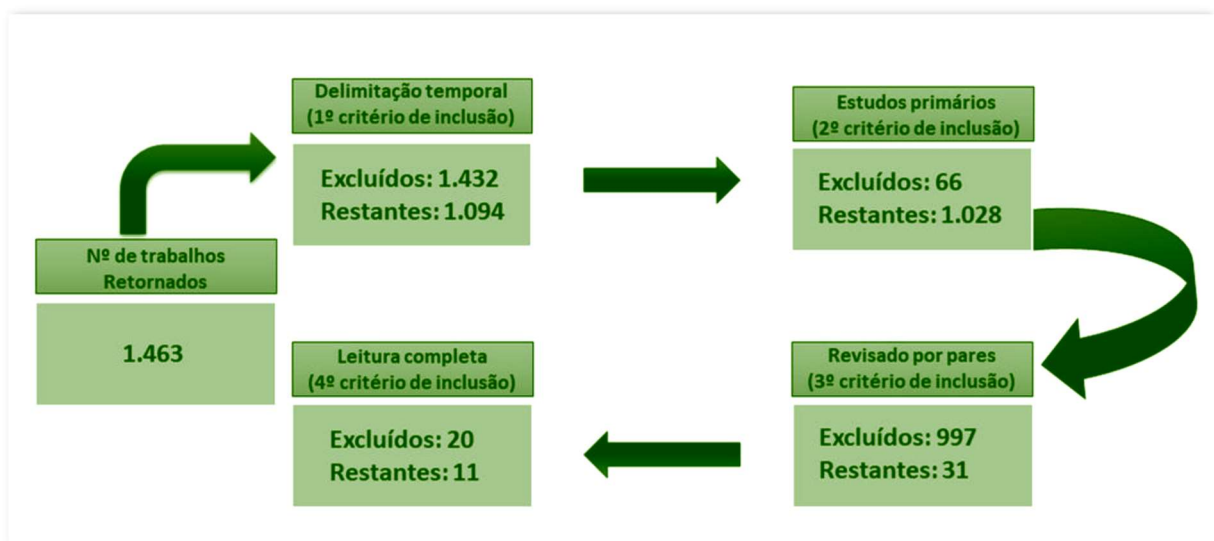 Nº de trabalhos
Retornados
1.463
Delimitação temporal
(1º critério de inclusão)
Excluídos: 1.432
Restantes: 1.094
Estudos primários
(2º critério de inclusão)
Excluídos: 66
Restantes: 1.028
Revisado por pares
(3º critério de inclusão)
Excluídos: 997
Restantes: 31
Leitura completa
(4º critério de inclusão)
Excluídos: 20
Restantes: 11